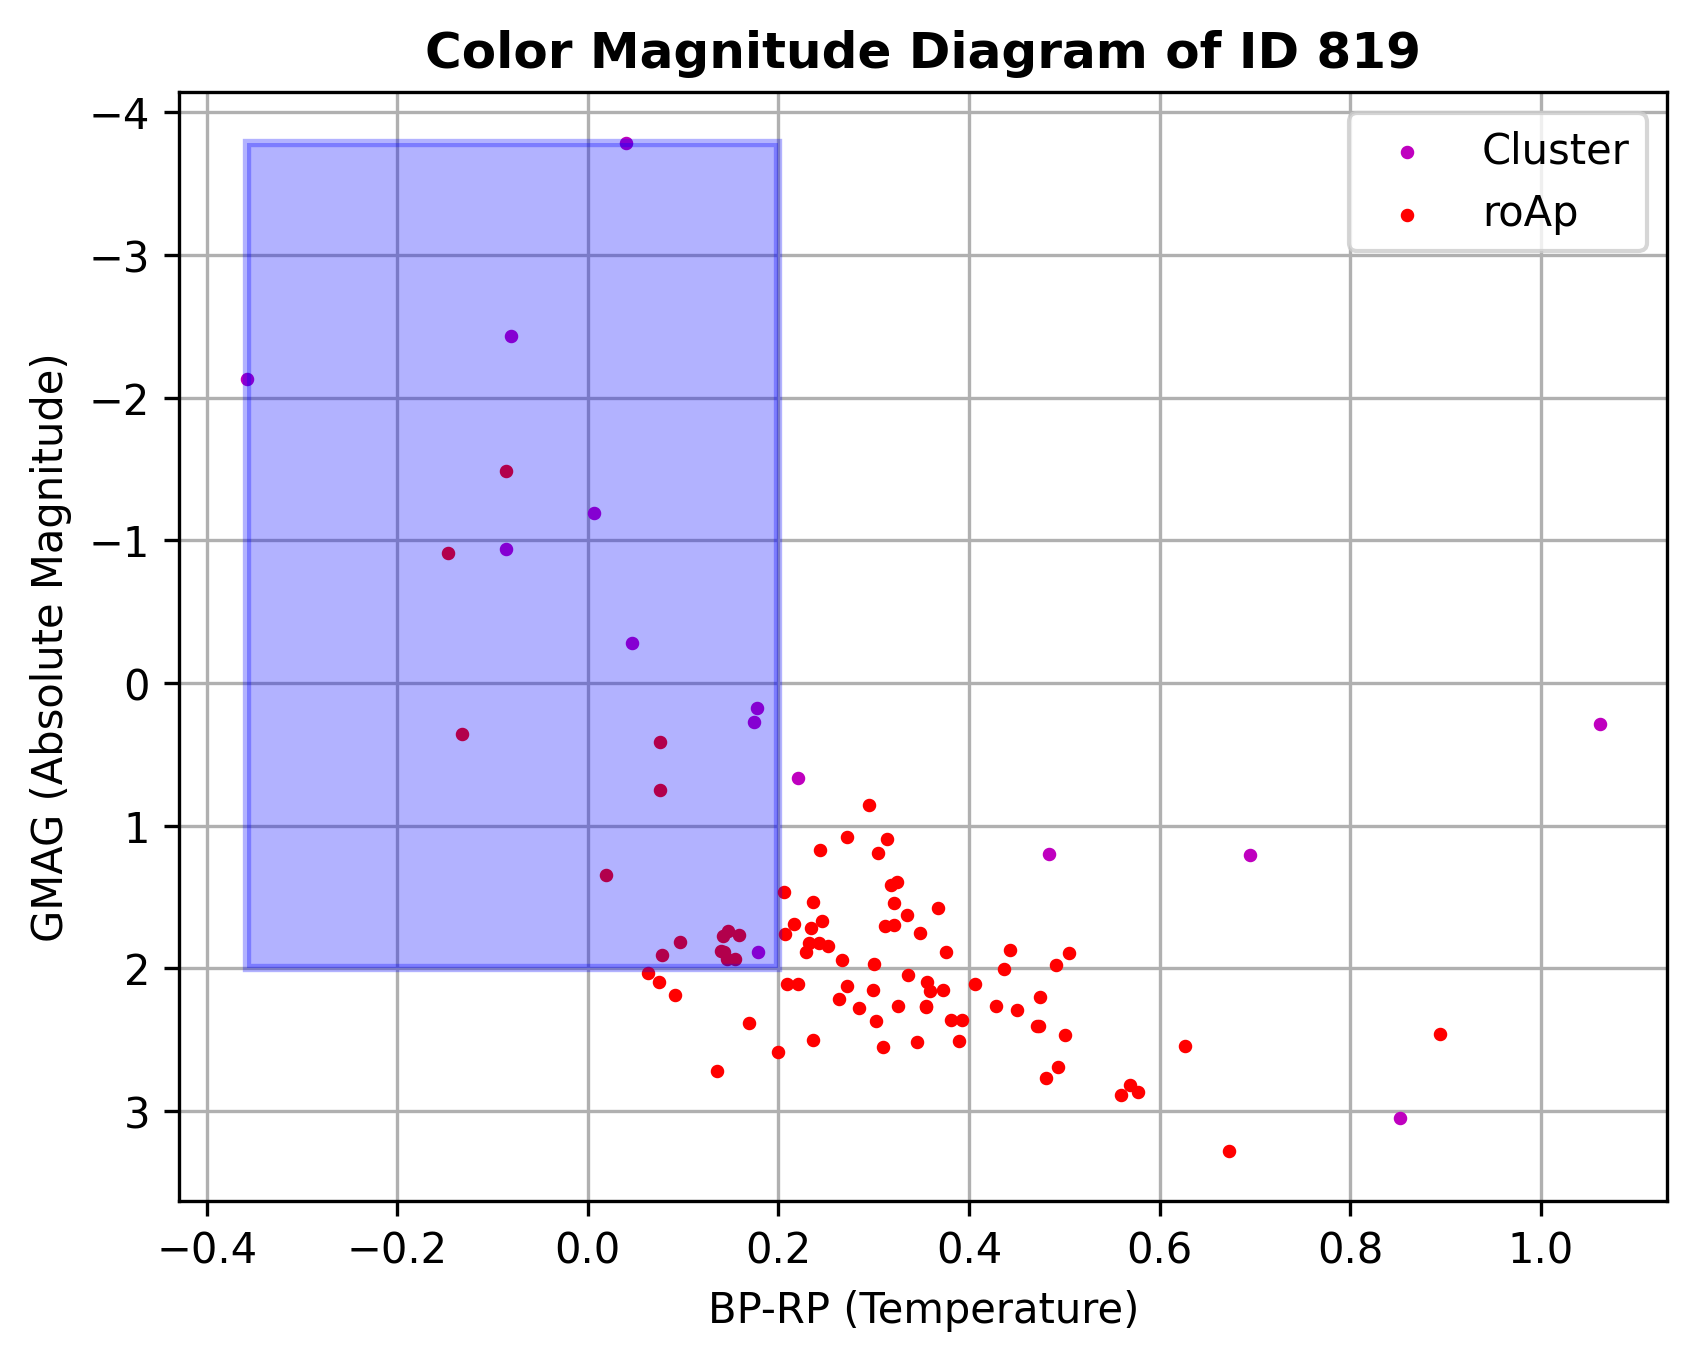 Color Magnitude Diagram of ID 819
Cluster
roAp
−4
−3
−2
−1
0
1
2
3
GMAG (Absolute Magnitude)
−0.4 −0.2 0.0 0.2 0.4 0.6 0.8 1.0
BP-RP (Temperature)